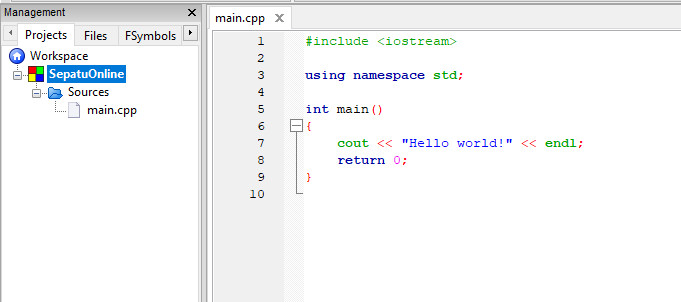 Management
Projects Files FSymbols
Workspace
SepatuOnline
Sources
main.cpp
main.cpp
1 #include <iostream>
2
3 using namespace std;
4
5 int main()
6 {
7 cout << "Hello world!" << endl;
8 return 0;
9 }
10